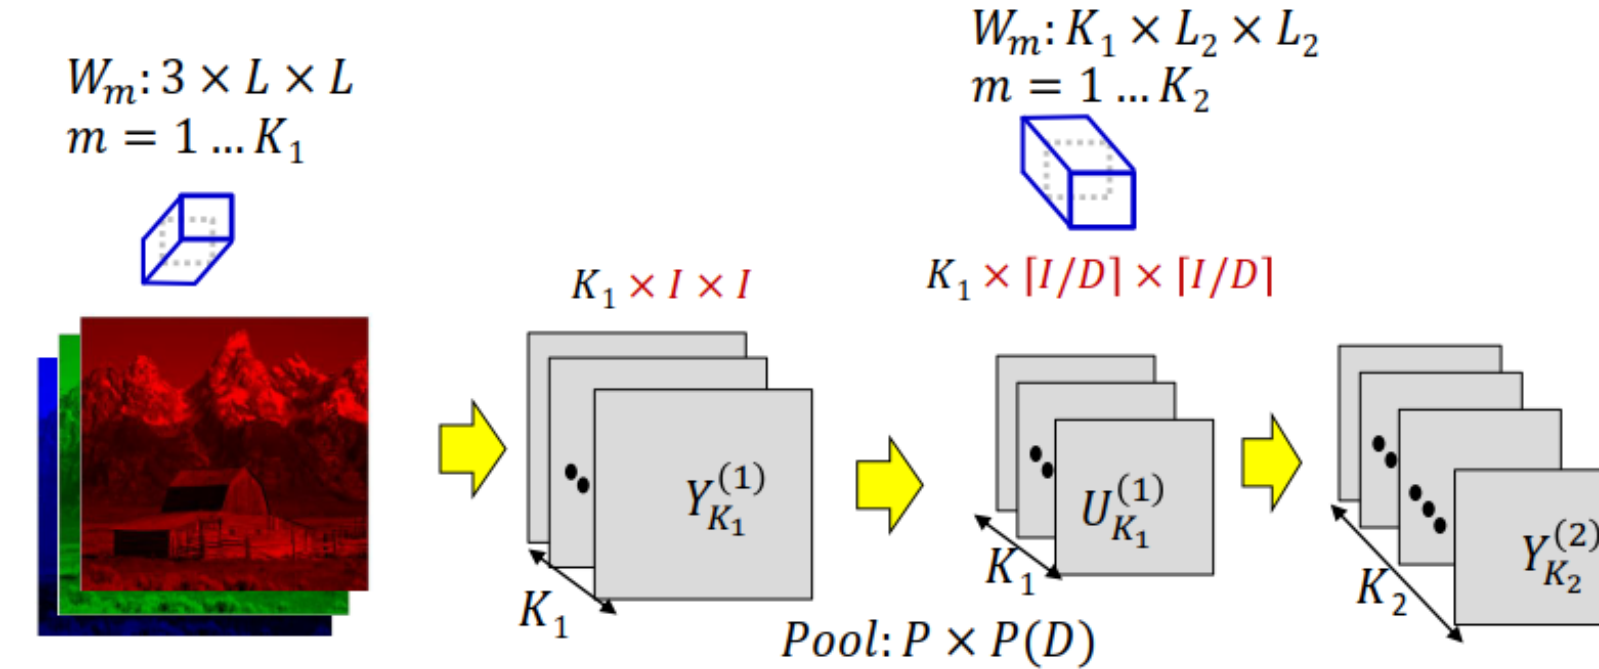 W_m: 3 × L × L
m = 1 … K_1
W_m: K_1 × L_2 × L_2
m = 1 … K_2
K_1 × I × I
K_1 × ⌈I/D⌉ × ⌈I/D⌉
Y_{K_1}^{(1)}
U_{K_1}^{(1)}
Y_{K_2}^{(2)}
K_1
K_1
K_2
Pool: P × P(D)